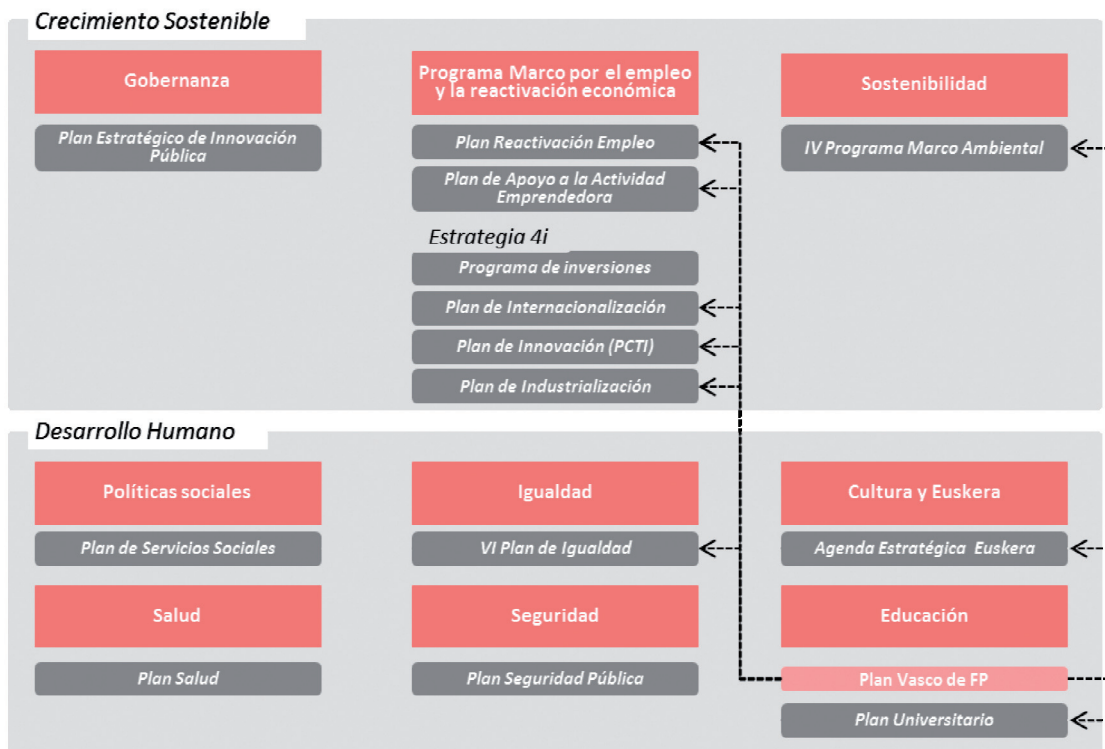 Crecimiento Sostenible
Gobernanza
Plan Estratégico de Innovación
Pública
Programa Marco por el empleo
y la reactivación económica
Plan Reactivación Empleo
Plan de Apoyo a la Actividad
Emprendedora
Estrategia 4i
Programa de inversiones
Plan de Internacionalización
Plan de Innovación (PCTI)
Plan de Industrialización
Sostenibilidad
IV Programa Marco Ambiental
Desarrollo Humano
Políticas sociales
Plan de Servicios Sociales
Igualdad
VI Plan de Igualdad
Cultura y Euskera
Agenda Estratégica Euskera
Salud
Plan Salud
Seguridad
Plan Seguridad Pública
Educación
Plan Vasco de FP
Plan Universitario